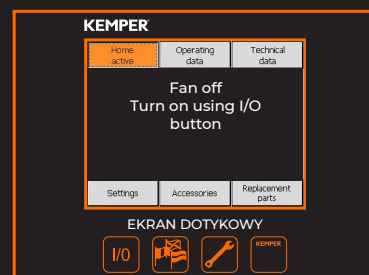 KEMPER
Home Operating Technical
active data data
Fan off
Turn on using I/O
button
Settings Accessories Replacement
parts
EKRAN DOTYKOWY
I/O KEMPER